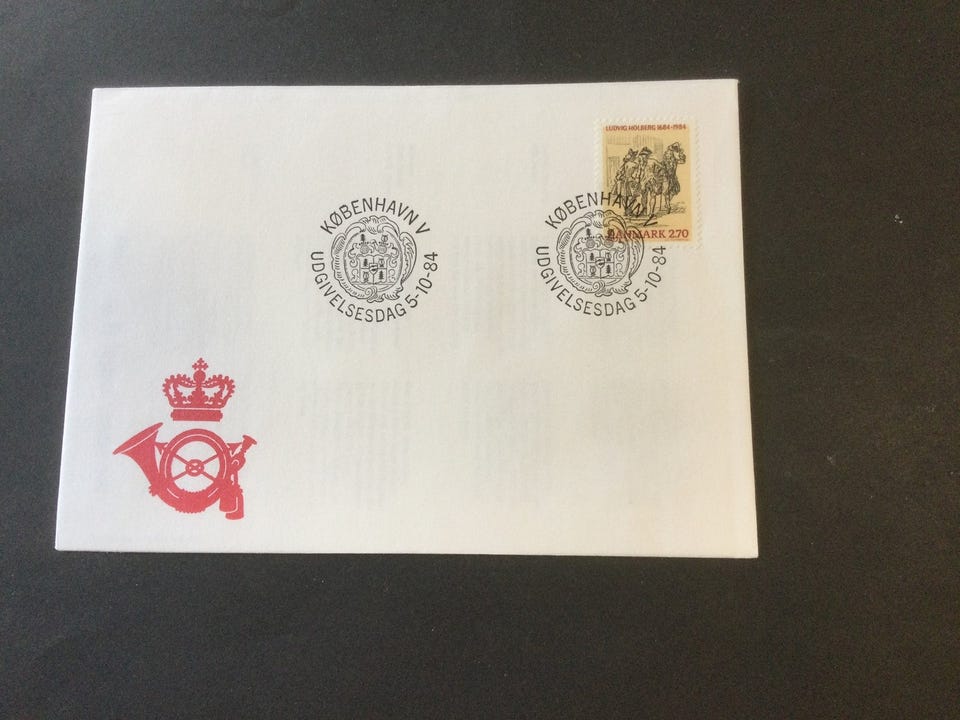 LUDVIG HOLBERG 1684-1984
DANMARK 2.70
KØBENHAVN V
UDGIVELSESDAG 5-10-84
KØBENHAVN V
UDGIVELSESDAG 5-10-84